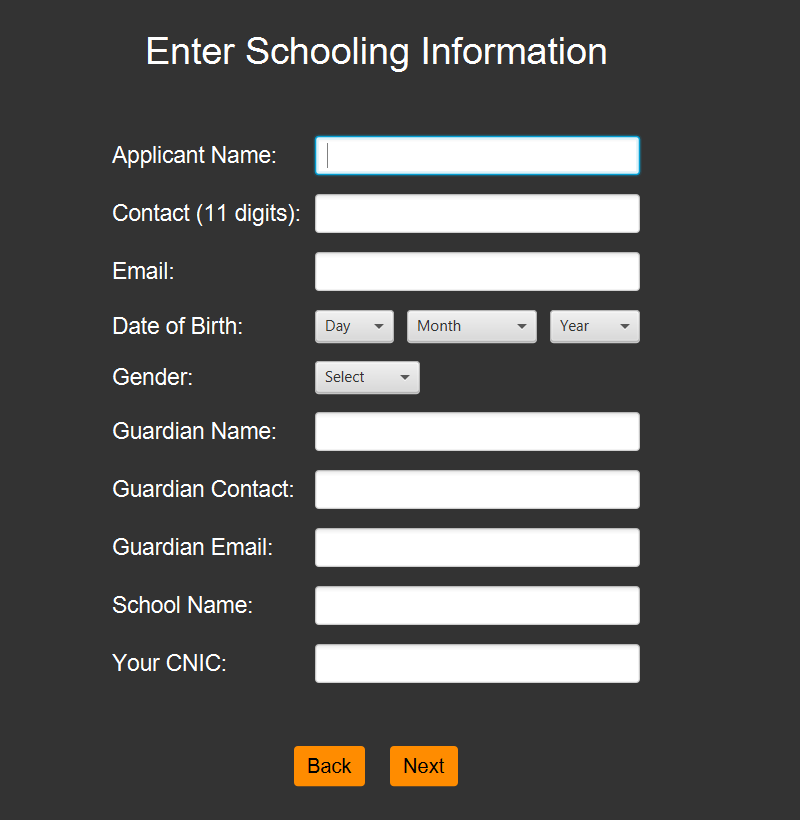 Enter Schooling Information
Applicant Name:
Contact (11 digits):
Email:
Date of Birth: Day Month Year
Gender: Select
Guardian Name:
Guardian Contact:
Guardian Email:
School Name:
Your CNIC:
Back Next